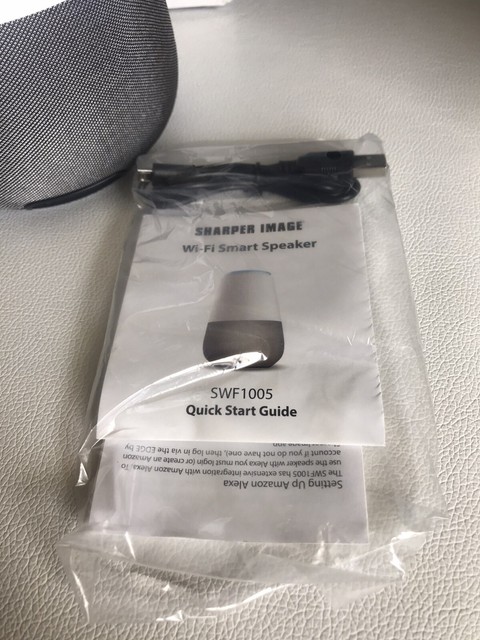 SHARPER IMAGE
Wi-Fi Smart Speaker
SWF1005
Quick Start Guide
Setting Up Amazon Alexa
The SWF1005 has extensive integration with Amazon Alexa. To
use the speaker with Alexa you must login (or create an Amazon
account if you do not have one), then log in via the EDGE by